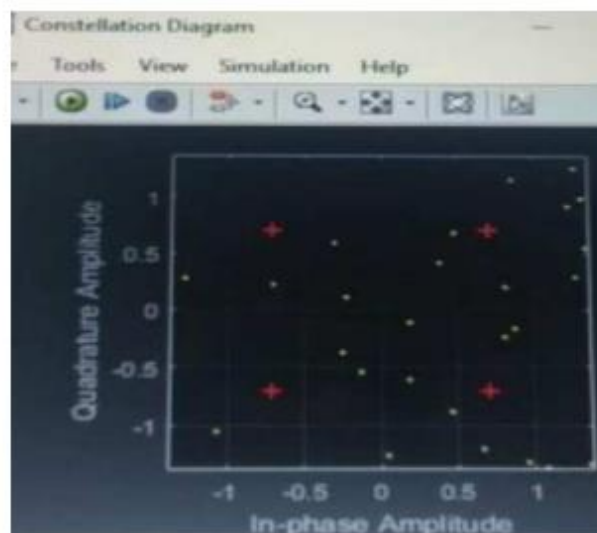 Constellation Diagram
Tools View Simulation Help
1
0.5
0
-0.5
-1
Quadrature Amplitude
-1 -0.5 0 0.5 1
In-phase Amplitude